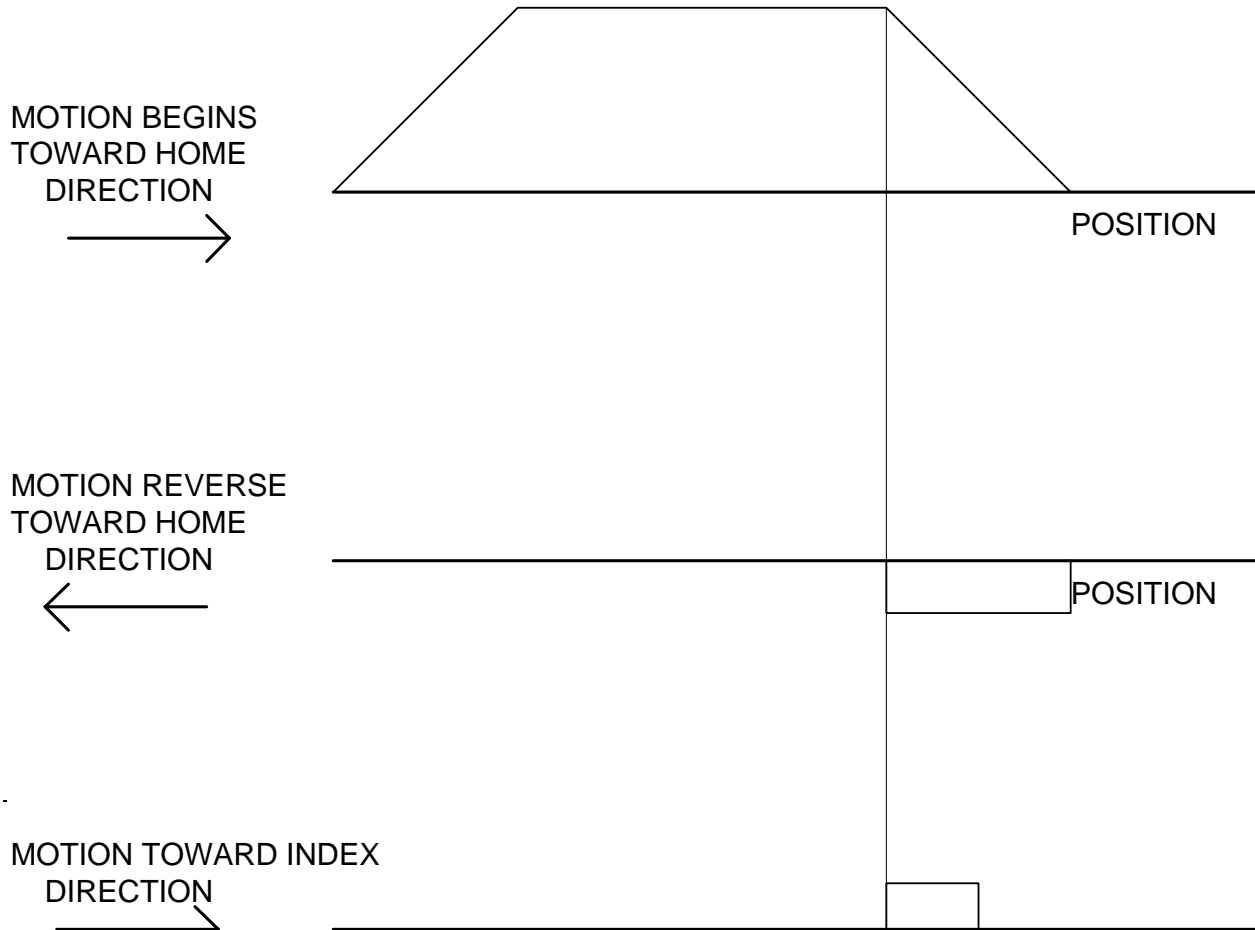 MOTION BEGINS
TOWARD HOME
DIRECTION
POSITION
MOTION REVERSE
TOWARD HOME
DIRECTION
POSITION
MOTION TOWARD INDEX
DIRECTION